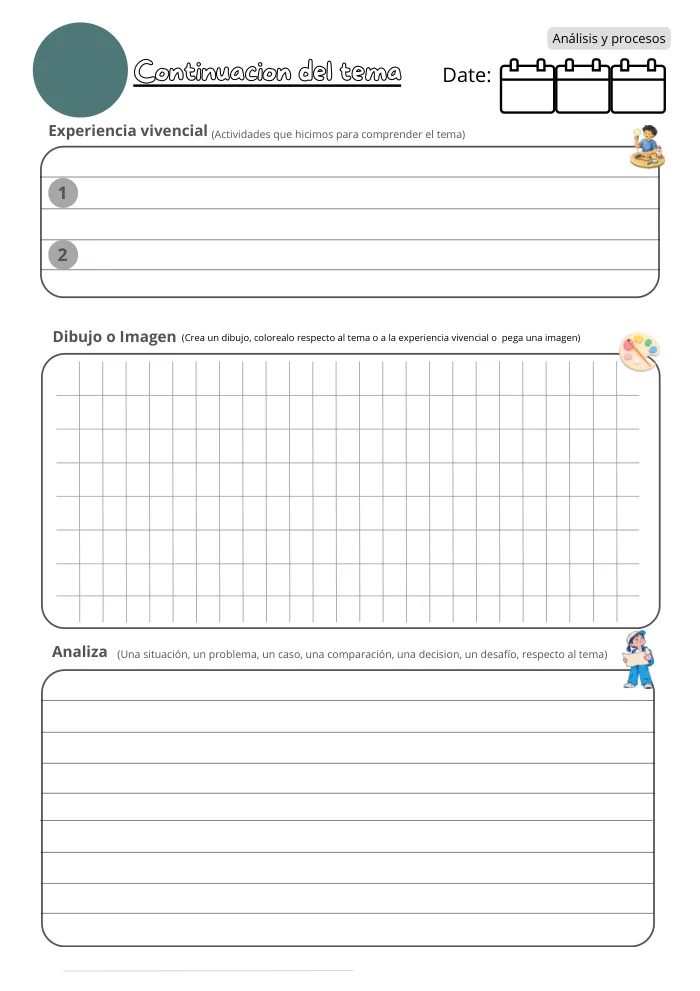 Análisis y procesos
Continuacion del tema
Date:
Experiencia vivencial (Actividades que hicimos para comprender el tema)
1
2
Dibujo o Imagen (Crea un dibujo, colorealo respecto al tema o a la experiencia vivencial o pega una imagen)
Analiza (Una situación, un problema, un caso, una comparación, una decision, un desafío, respecto al tema)